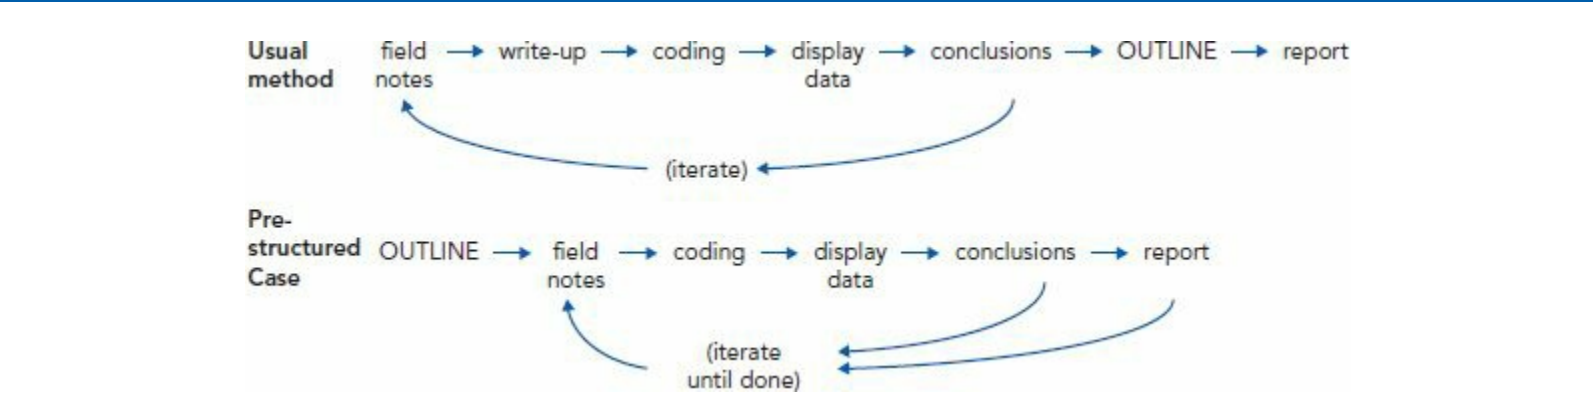 Usual field write-up coding display conclusions OUTLINE report
method notes data
(iterate)
Pre-
structured OUTLINE field coding display conclusions report
Case notes data
(iterate
until done)